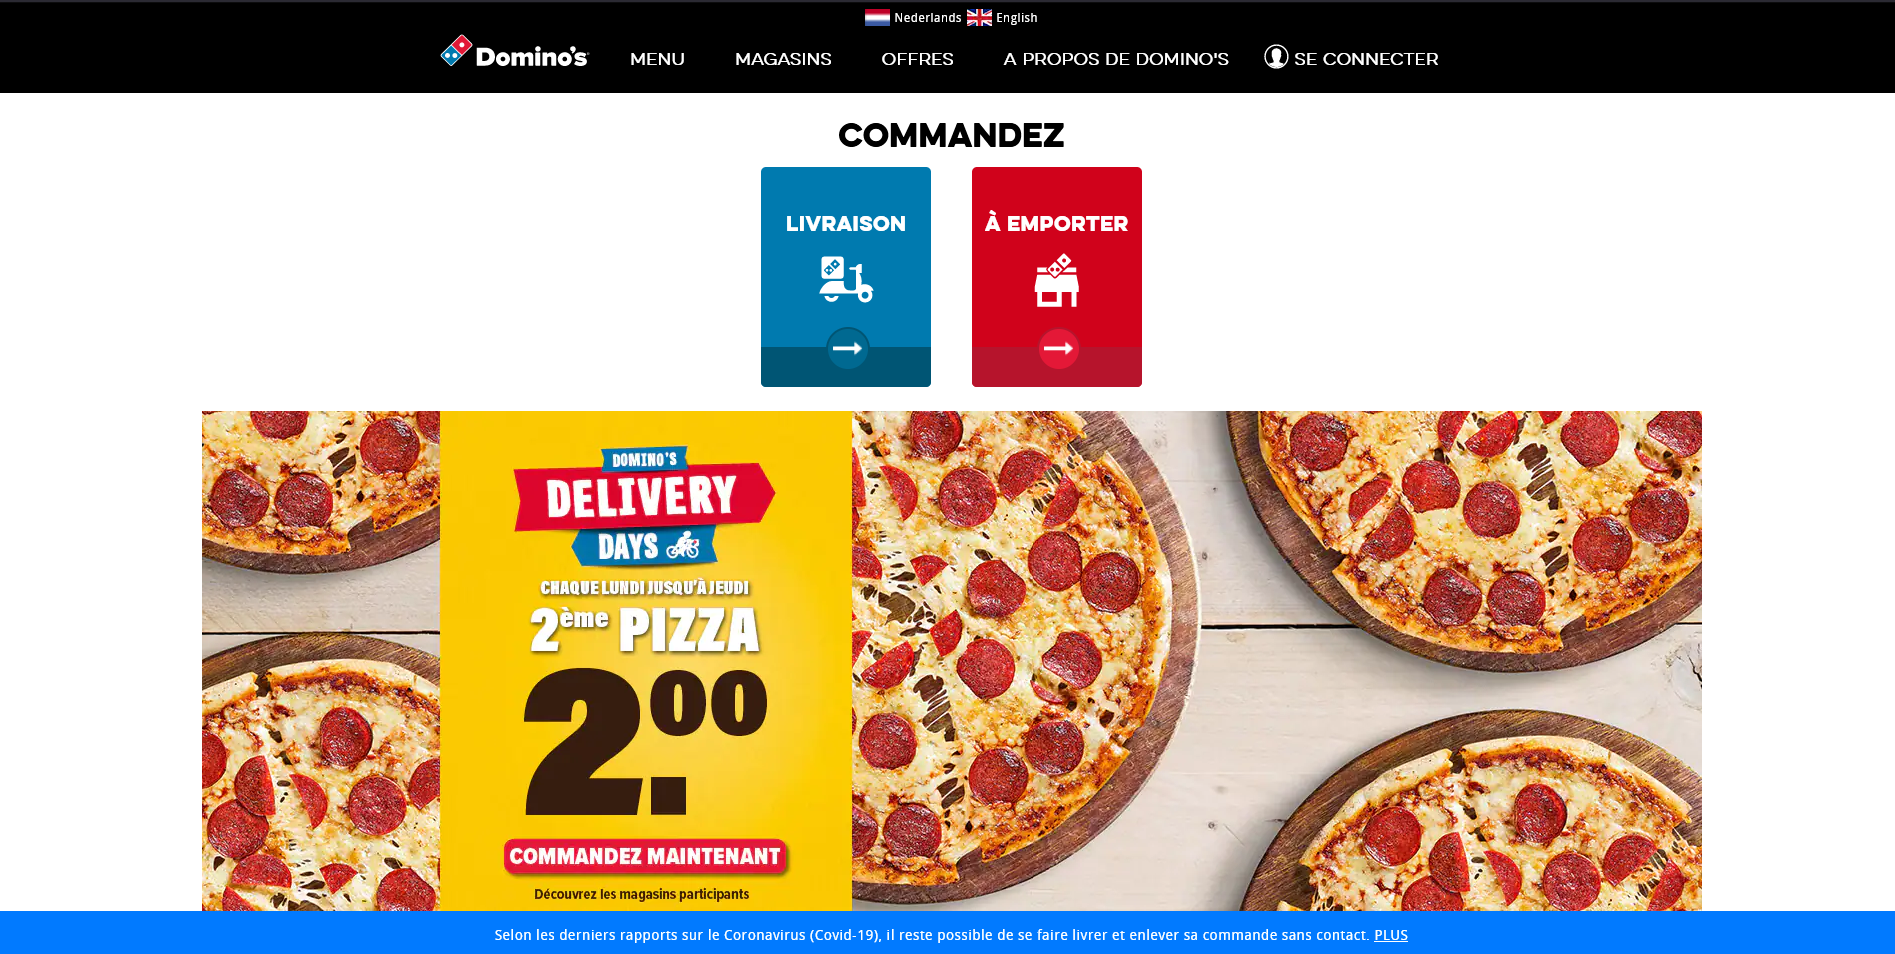 Nederlands English
Domino's MENU MAGASINS OFFRES A PROPOS DE DOMINO'S SE CONNECTER
COMMANDEZ
LIVRAISON
À EMPORTER
DOMINO'S
DELIVERY
DAYS
CHAQUE LUNDI JUSQU'À JEUDI
2ème PIZZA
2.00
COMMANDEZ MAINTENANT
Découvrez les magasins participants
Selon les derniers rapports sur le Coronavirus (Covid-19), il reste possible de se faire livrer et enlever sa commande sans contact. PLUS